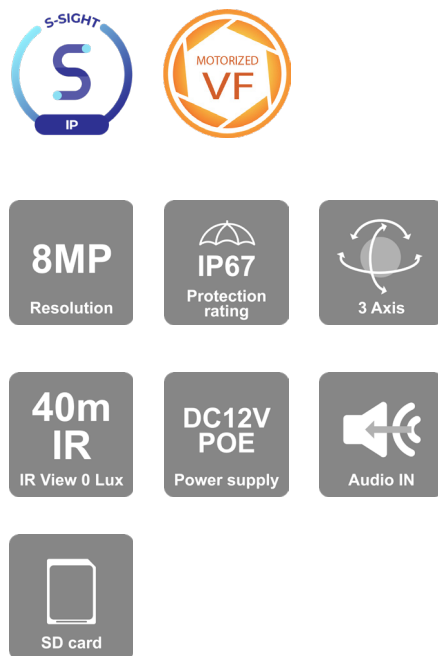 S-SIGHT
S
IP
MOTORIZED
VF
8MP
Resolution
IP67
Protection
rating
3 Axis
40m
IR
IR View 0 Lux
DC12V
POE
Power supply
Audio IN
SD card